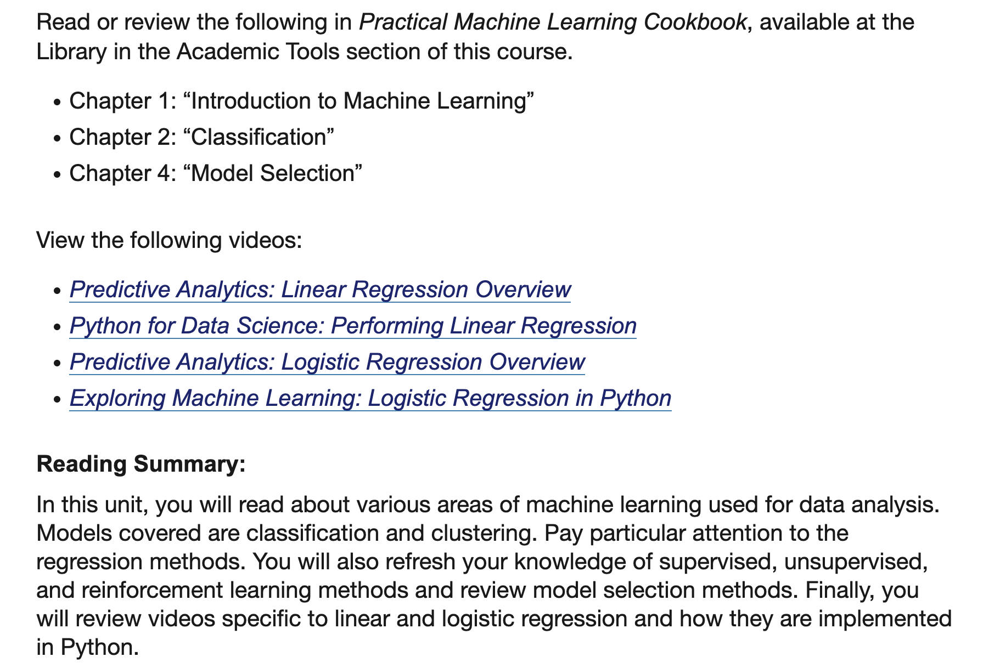 Read or review the following in Practical Machine Learning Cookbook, available at the
Library in the Academic Tools section of this course.
• Chapter 1: “Introduction to Machine Learning”
• Chapter 2: “Classification”
• Chapter 4: “Model Selection”
View the following videos:
• Predictive Analytics: Linear Regression Overview
• Python for Data Science: Performing Linear Regression
• Predictive Analytics: Logistic Regression Overview
• Exploring Machine Learning: Logistic Regression in Python
Reading Summary:
In this unit, you will read about various areas of machine learning used for data analysis.
Models covered are classification and clustering. Pay particular attention to the
regression methods. You will also refresh your knowledge of supervised, unsupervised,
and reinforcement learning methods and review model selection methods. Finally, you
will review videos specific to linear and logistic regression and how they are implemented
in Python.